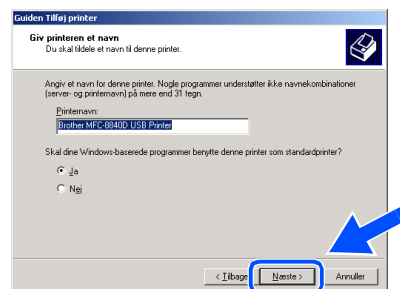 Guiden Tilføj printer
Giv printeren et navn
Du skal tildele et navn til denne printer.
Angiv et navn for denne printer. Nogle programmer understøtter ikke navnekombinationer
(server- og printernavn) på mere end 31 tegn.
Printernavn:
Brother MFC-8840D USB Printer
Skal dine Windows-baserede programmer benytte denne printer som standardprinter?
Ja
Nej
< Tilbage Næste > Annuller